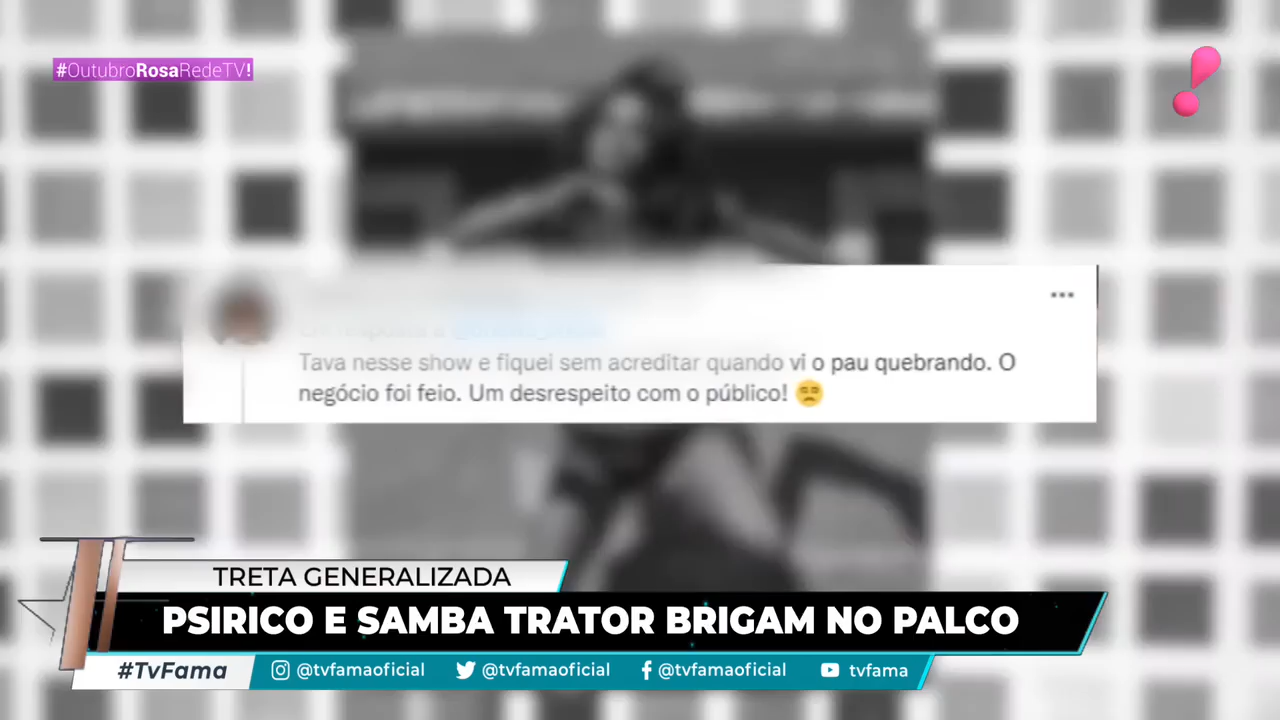 #OutubroRosaRedeTV!
Tava nesse show e fiquei sem acreditar quando vi o pau quebrando. O
negócio foi feio. Um desrespeito com o público!
TRETA GENERALIZADA
PSIRICO E SAMBA TRATOR BRIGAM NO PALCO
#TvFama @tvfamaoficial @tvfamaoficial @tvfamaoficial tvfama